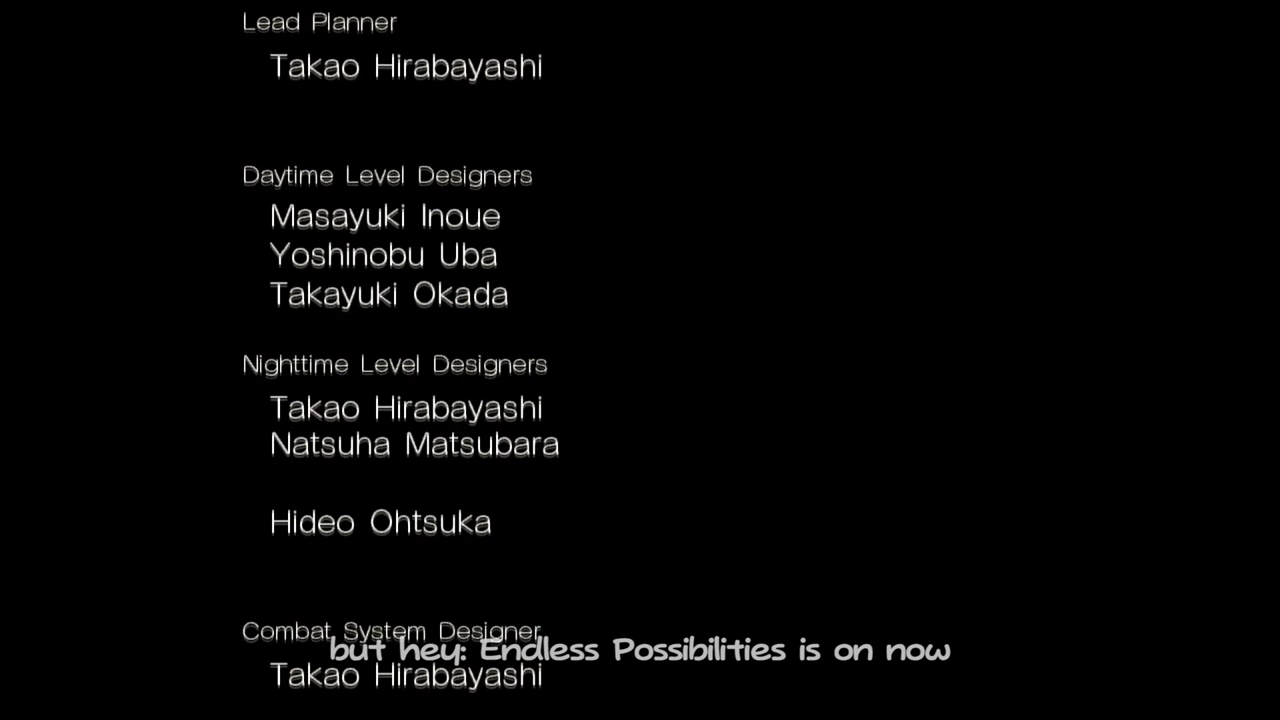 Lead Planner
Takao Hirabayashi
Daytime Level Designers
Masayuki Inoue
Yoshinobu Uba
Takayuki Okada
Nighttime Level Designers
Takao Hirabayashi
Natsuha Matsubara
Hideo Ohtsuka
Combat System Designer
but hey: Endless Possibilities is on now
Takao Hirabayashi